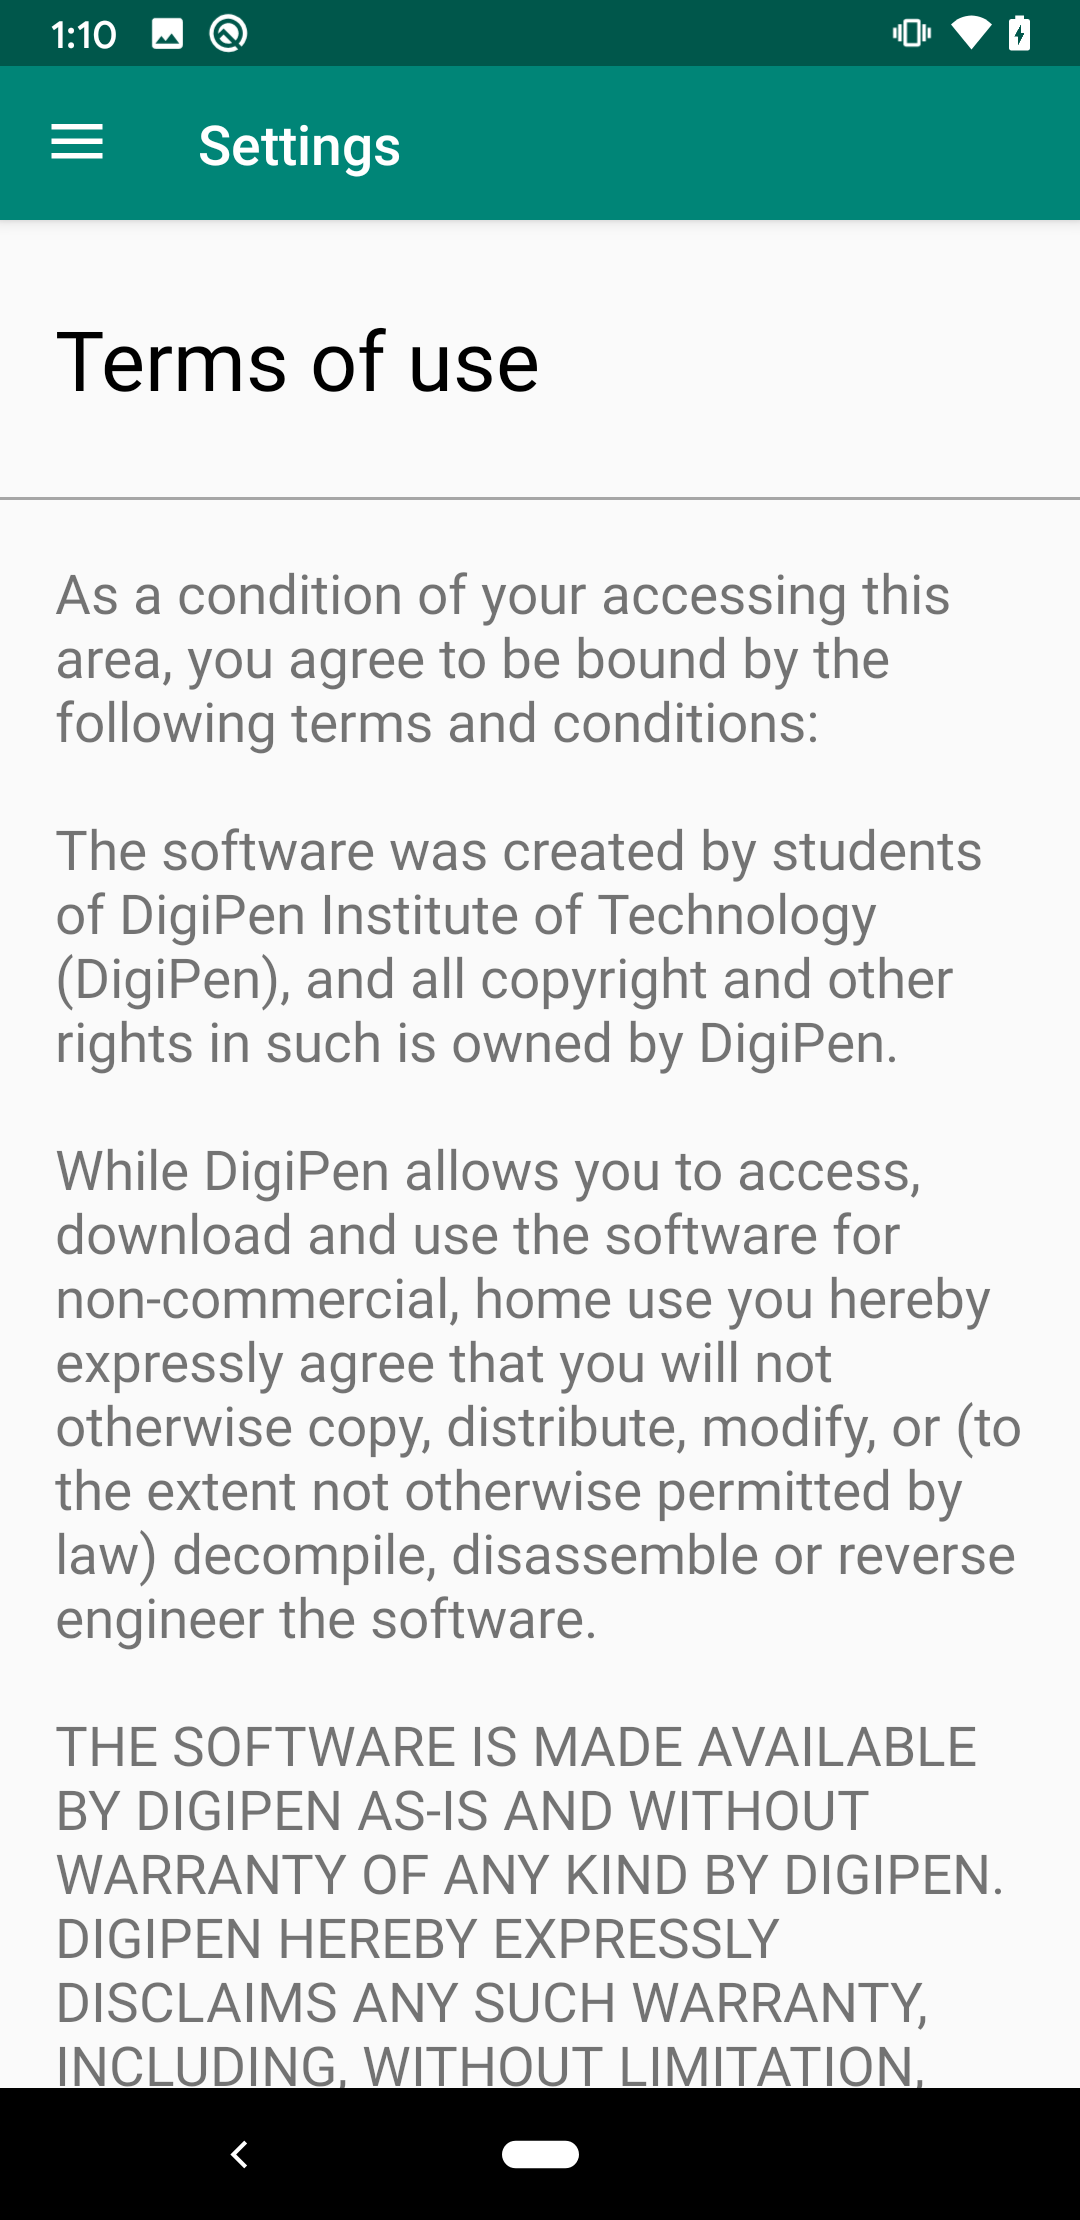 1:10
Settings
Terms of use
As a condition of your accessing this
area, you agree to be bound by the
following terms and conditions:
The software was created by students
of DigiPen Institute of Technology
(DigiPen), and all copyright and other
rights in such is owned by DigiPen.
While DigiPen allows you to access,
download and use the software for
non-commercial, home use you hereby
expressly agree that you will not
otherwise copy, distribute, modify, or (to
the extent not otherwise permitted by
law) decompile, disassemble or reverse
engineer the software.
THE SOFTWARE IS MADE AVAILABLE
BY DIGIPEN AS-IS AND WITHOUT
WARRANTY OF ANY KIND BY DIGIPEN.
DIGIPEN HEREBY EXPRESSLY
DISCLAIMS ANY SUCH WARRANTY,
INCLUDING, WITHOUT LIMITATION,